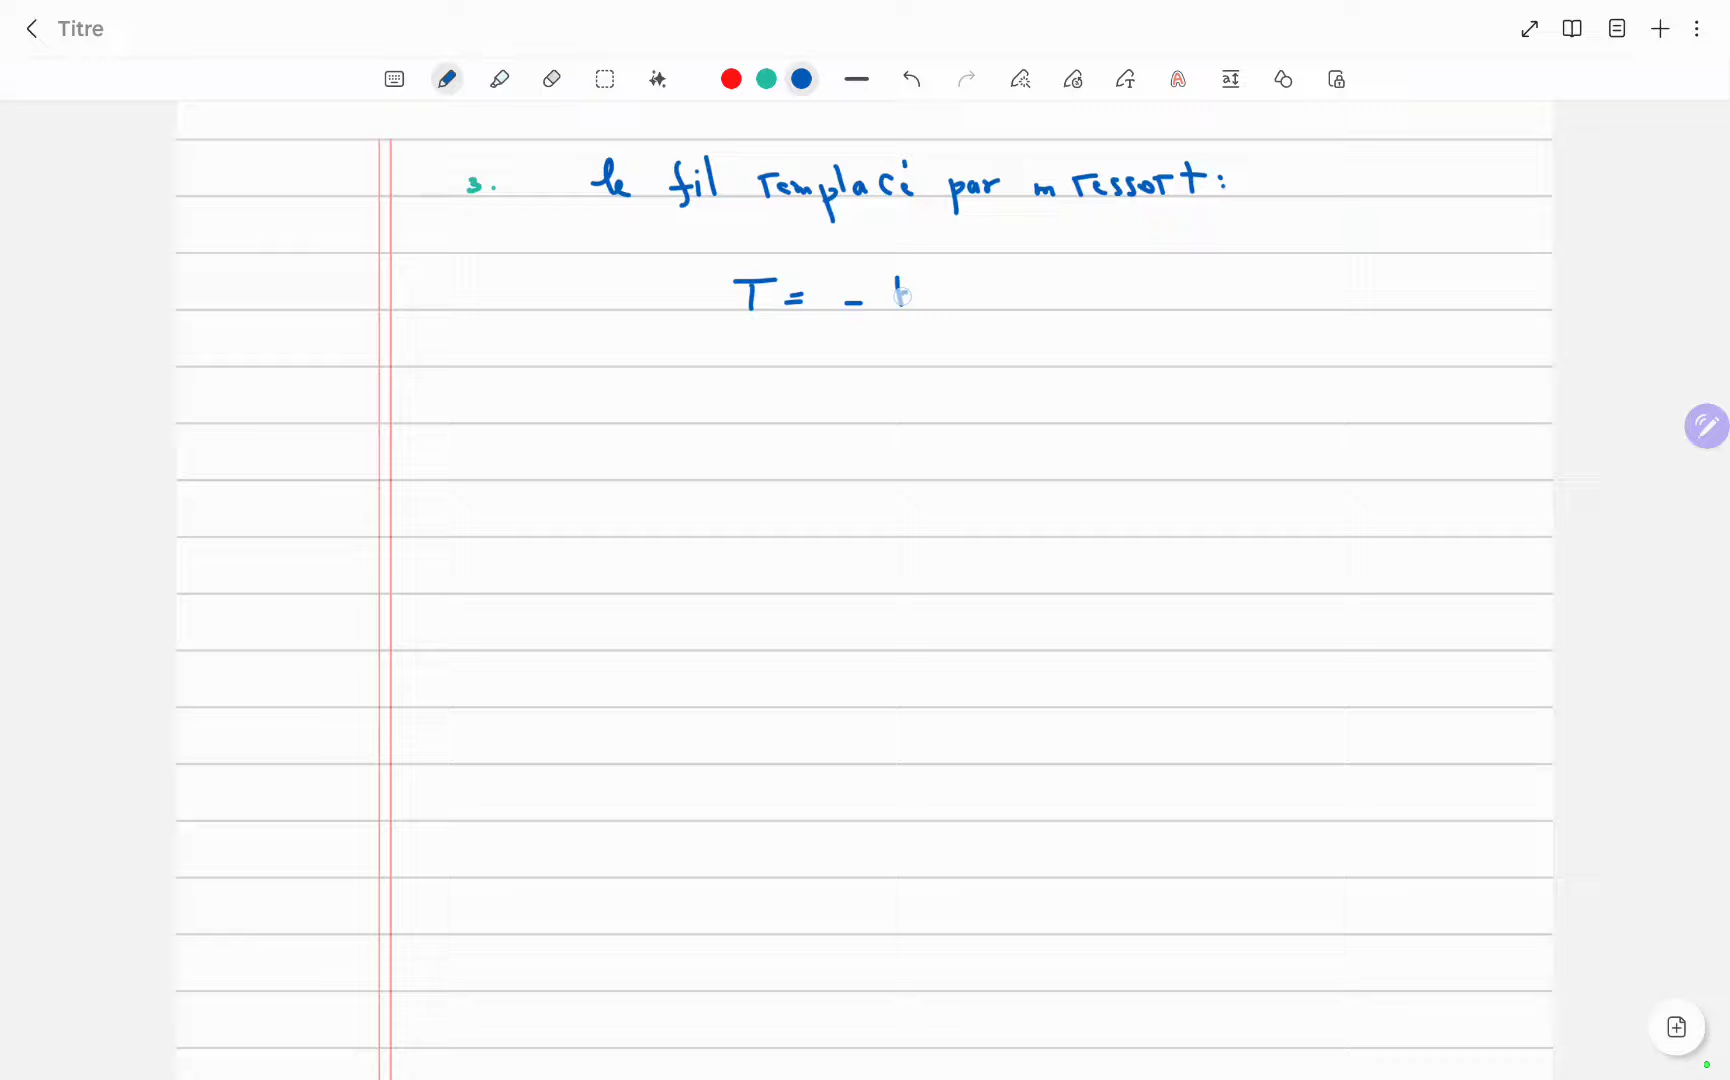 Titre
3. le fil remplacé par un ressort :
T = - k